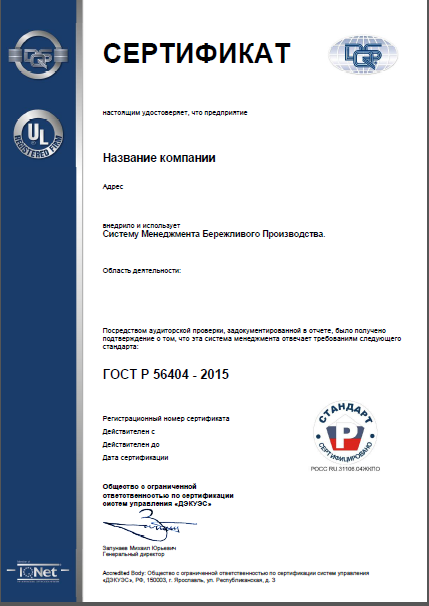 DQS
DQS
СЕРТИФИКАТ
настоящим удостоверяет, что предприятие
UL
REGISTERED FIRM
Название компании
Адрес
внедрило и использует
Систему Менеджмента Бережливого Производства.
Область деятельности:
Посредством аудиторской проверки, задокументированной в отчете, было получено
подтверждение о том, что эта система менеджмента отвечает требованиям следующего
стандарта:
ГОСТ Р 56404 - 2015
Регистрационный номер сертификата
Действителен с
Действителен до
Дата сертификации
СТАНДАРТ
Р
СЕРТИФИЦИРОВАНО
РОСС RU.31108.04ЖКП0
Общество с ограниченной
ответственностью по сертификации
систем управления «ДЭКУЭС»
Залунаев Михаил Юрьевич
Генеральный директор
IQNet
Accredited Body: Общество с ограниченной ответственностью по сертификации систем управления
«ДЭКУЭС», РФ, 150003, г. Ярославль, ул. Республиканская, д. 3